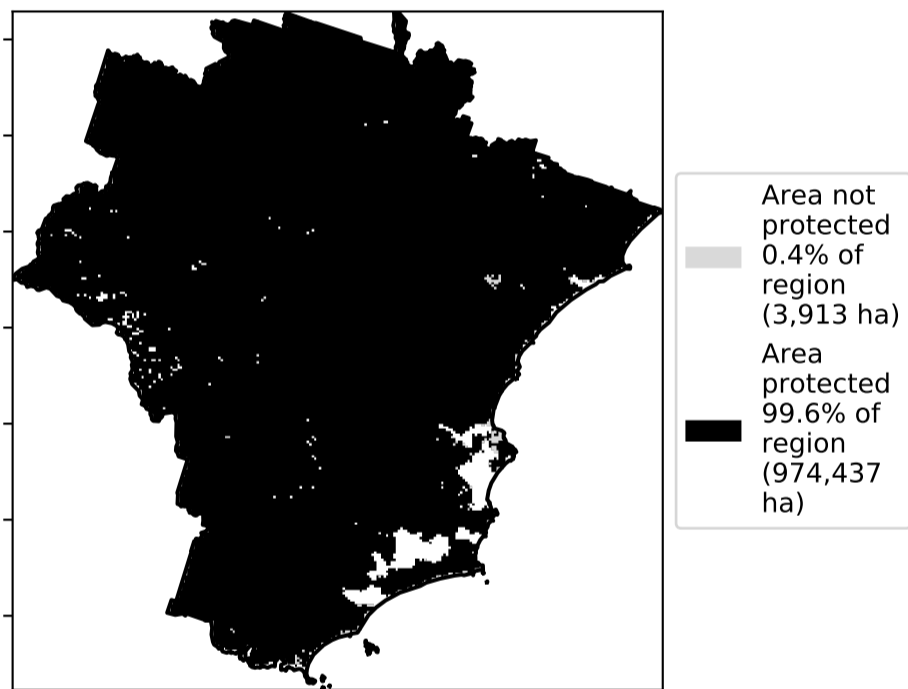 Area not
protected
0.4% of
region
(3,913 ha)
Area
protected
99.6% of
region
(974,437
ha)